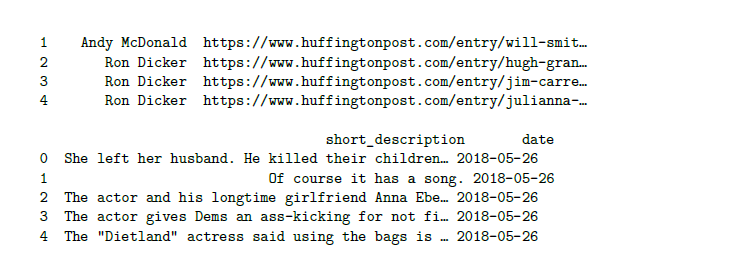 1 Andy McDonald https://www.huffingtonpost.com/entry/will-smit…
2 Ron Dicker https://www.huffingtonpost.com/entry/hugh-gran…
3 Ron Dicker https://www.huffingtonpost.com/entry/jim-carre…
4 Ron Dicker https://www.huffingtonpost.com/entry/julianna-…
short_description date
0 She left her husband. He killed their children… 2018-05-26
1 Of course it has a song. 2018-05-26
2 The actor and his longtime girlfriend Anna Ebe… 2018-05-26
3 The actor gives Dems an ass-kicking for not fi… 2018-05-26
4 The "Dietland" actress said using the bags is … 2018-05-26